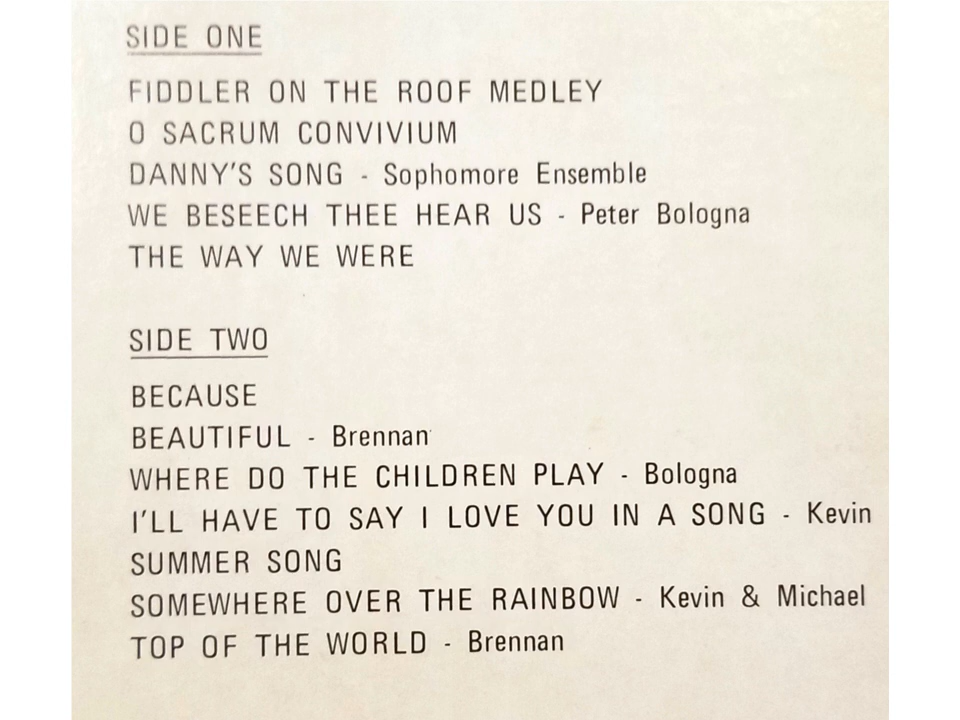 SIDE ONE
FIDDLER ON THE ROOF MEDLEY
O SACRUM CONVIVIUM
DANNY'S SONG - Sophomore Ensemble
WE BESEECH THEE HEAR US - Peter Bologna
THE WAY WE WERE
SIDE TWO
BECAUSE
BEAUTIFUL - Brennan
WHERE DO THE CHILDREN PLAY - Bologna
I'LL HAVE TO SAY I LOVE YOU IN A SONG - Kevin
SUMMER SONG
SOMEWHERE OVER THE RAINBOW - Kevin & Michael
TOP OF THE WORLD - Brennan